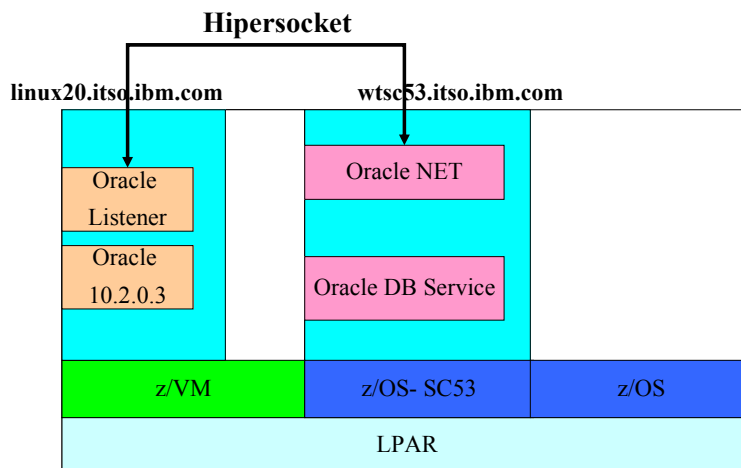 Hipersocket
linux20.itso.ibm.com
wtsc53.itso.ibm.com
Oracle
Listener
Oracle NET
Oracle
10.2.0.3
Oracle DB Service
z/VM
z/OS- SC53
z/OS
LPAR